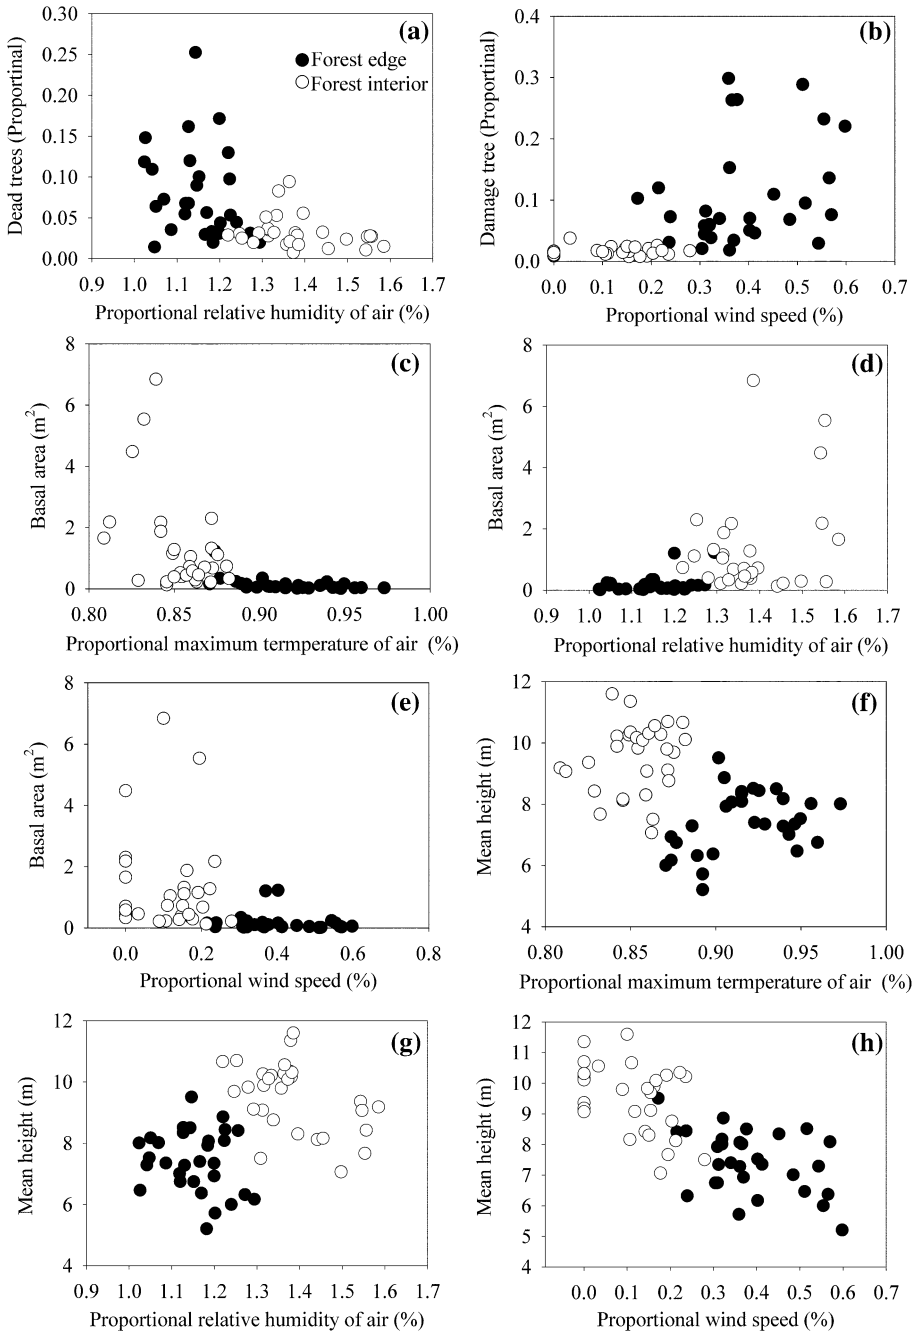 (a)
Forest edge
Forest interior
Dead trees (Proportinal)
0.30
0.25
0.20
0.15
0.10
0.05
0.00
0.9 1.0 1.1 1.2 1.3 1.4 1.5 1.6 1.7
Proportional relative humidity of air (%)
(b)
Damage tree (Proportinal)
0.4
0.3
0.2
0.1
0.0
0.0 0.1 0.2 0.3 0.4 0.5 0.6 0.7
Proportional wind speed (%)
(c)
Basal area (m²)
8
6
4
2
0
0.80 0.85 0.90 0.95 1.00
Proportional maximum termperature of air (%)
(d)
Basal area (m²)
8
6
4
2
0
0.9 1.0 1.1 1.2 1.3 1.4 1.5 1.6 1.7
Proportional relative humidity of air (%)
(e)
Basal area (m²)
8
6
4
2
0
0.0 0.2 0.4 0.6 0.8
Proportional wind speed (%)
(f)
Mean height (m)
12
10
8
6
4
0.80 0.85 0.90 0.95 1.00
Proportional maximum termperature of air (%)
(g)
Mean height (m)
12
10
8
6
4
0.9 1.0 1.1 1.2 1.3 1.4 1.5 1.6 1.7
Proportional relative humidity of air (%)
(h)
Mean height (m)
12
11
10
9
8
7
6
5
4
0.0 0.1 0.2 0.3 0.4 0.5 0.6 0.7
Proportional wind speed (%)